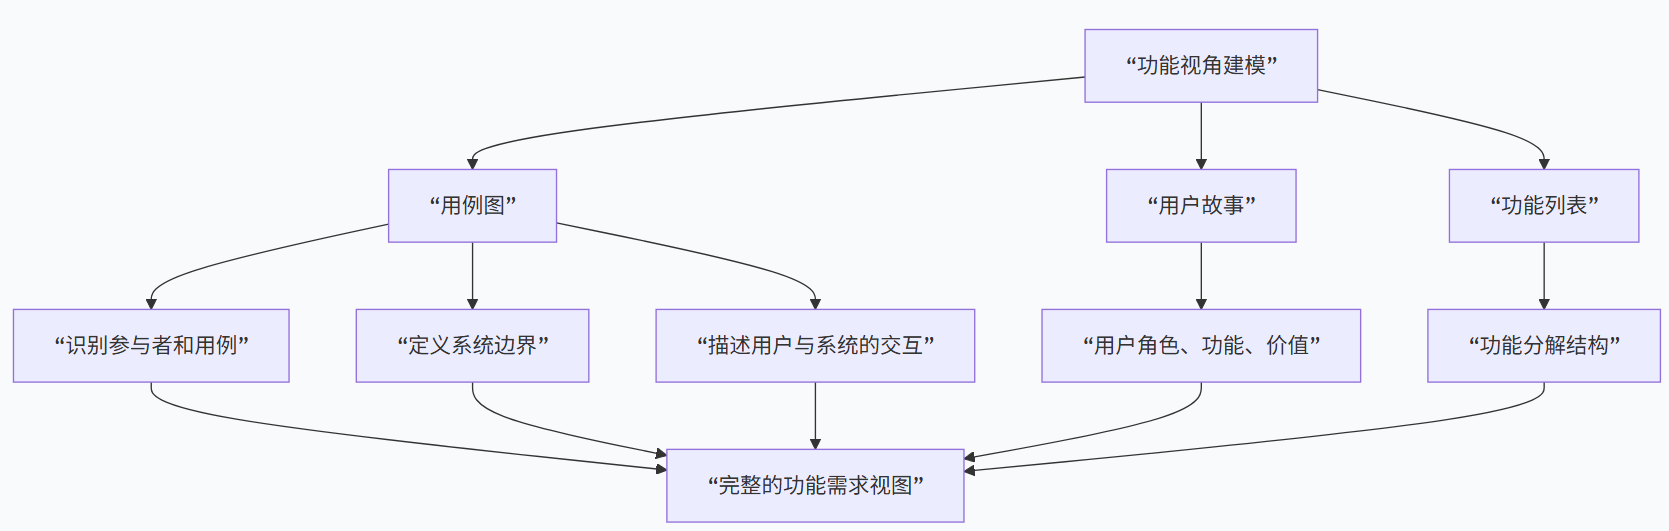 “功能视角建模”
“用例图”
“用户故事”
“功能列表”
“识别参与者和用例”
“定义系统边界”
“描述用户与系统的交互”
“用户角色、功能、价值”
“功能分解结构”
“完整的功能需求视图”